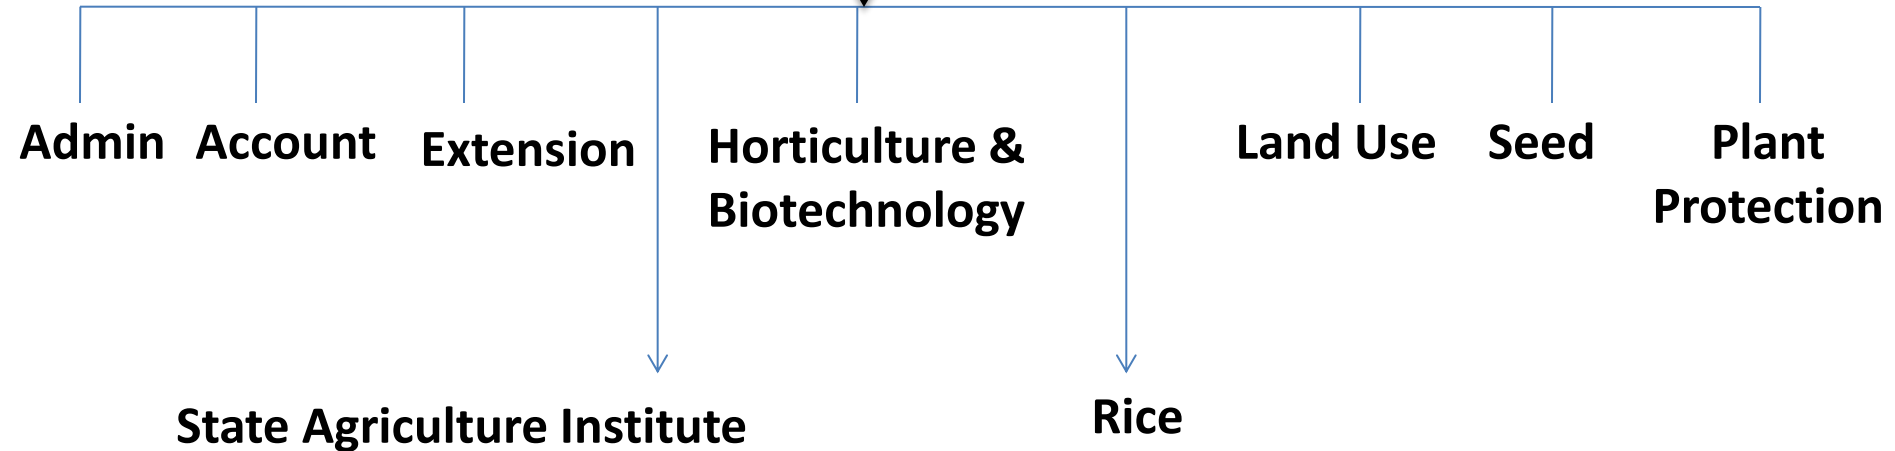 Admin
Account
Extension
Horticulture &
Biotechnology
Land Use
Seed
Plant
Protection
State Agriculture Institute
Rice